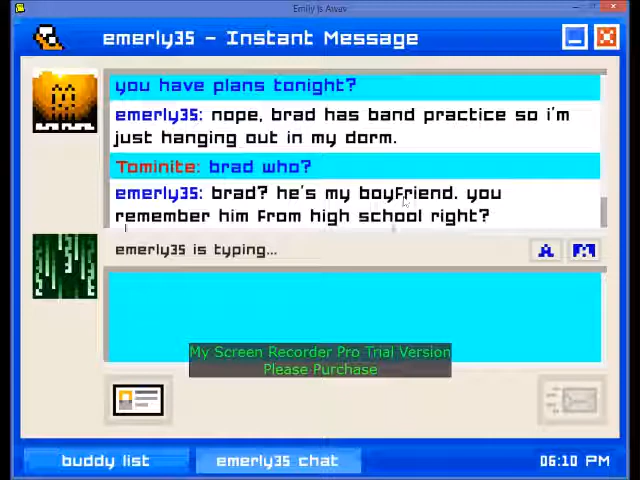 Emily Is Away
emerly35 - Instant Message
you have plans tonight?
emerly35: nope, brad has band practice so i'm
just hanging out in my dorm.
Tominite: brad who?
emerly35: brad? he's my boyfriend. you
remember him from high school right?
emerly35 is typing...
A
My Screen Recorder Pro Trial Version
Please Purchase
buddy list
emerly35 chat
06:10 PM